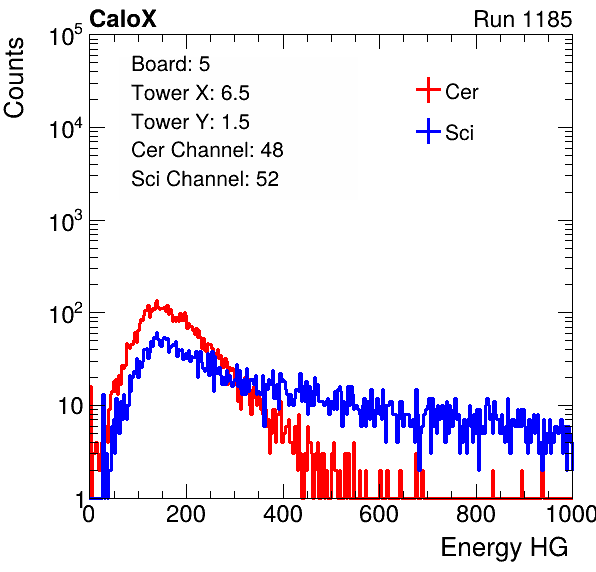 CaloX Run 1185
Counts
10^5
10^4
10^3
10^2
10
1
Board: 5
Tower X: 6.5
Tower Y: 1.5
Cer Channel: 48
Sci Channel: 52
Cer
Sci
0 200 400 600 800 1000
Energy HG